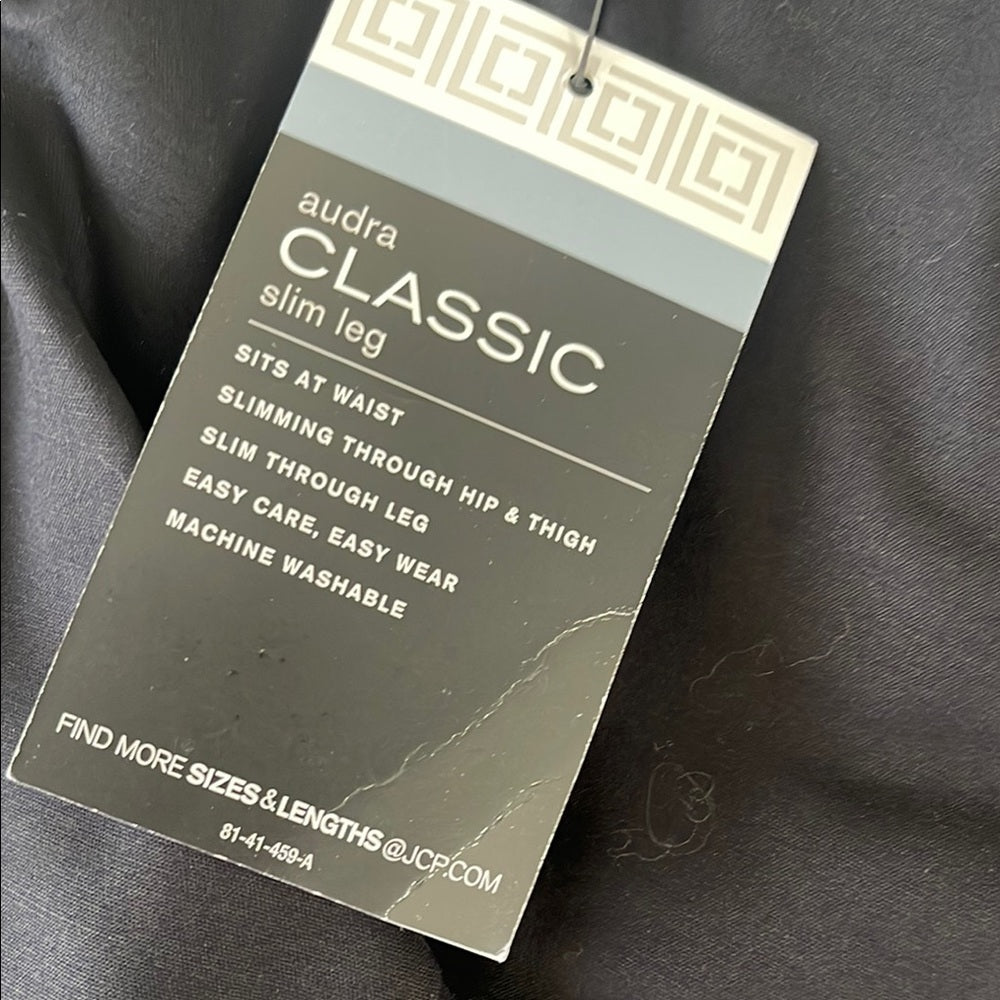 audra
CLASSIC
slim leg
SITS AT WAIST
SLIMMING THROUGH HIP & THIGH
SLIM THROUGH LEG
EASY CARE, EASY WEAR
MACHINE WASHABLE
FIND MORE SIZES & LENGTHS @JCP.COM
81-41-459-A